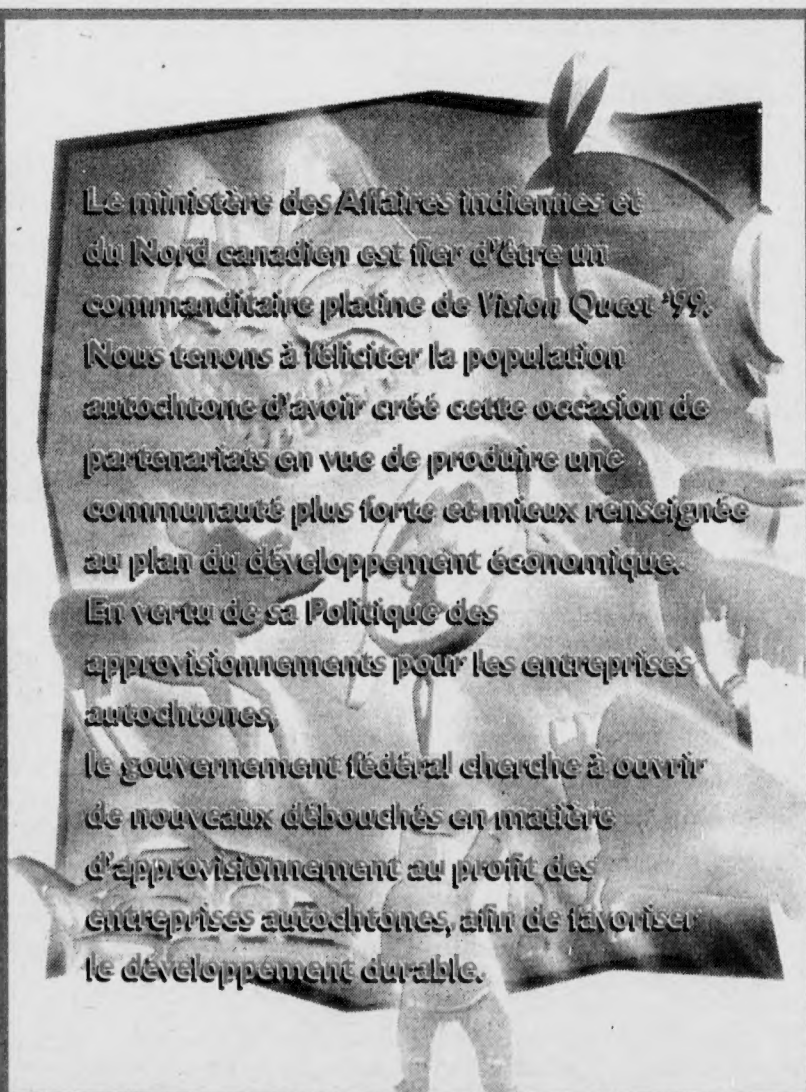 Le ministère des Affaires indiennes et
du Nord canadien est fier d'être un
commanditaire platine de Vision Quest '99.
Nous tenons à féliciter la population
autochtone d'avoir créé cette occasion de
partenariats en vue de produire une
communauté plus forte et mieux renseignée
au plan du développement économique.
En vertu de sa Politique des
approvisionnements pour les entreprises
autochtones,
le gouvernement fédéral cherche à ouvrir
de nouveaux débouchés en matière
d'approvisionnement au profit des
entreprises autochtones, afin de favoriser
le développement durable.